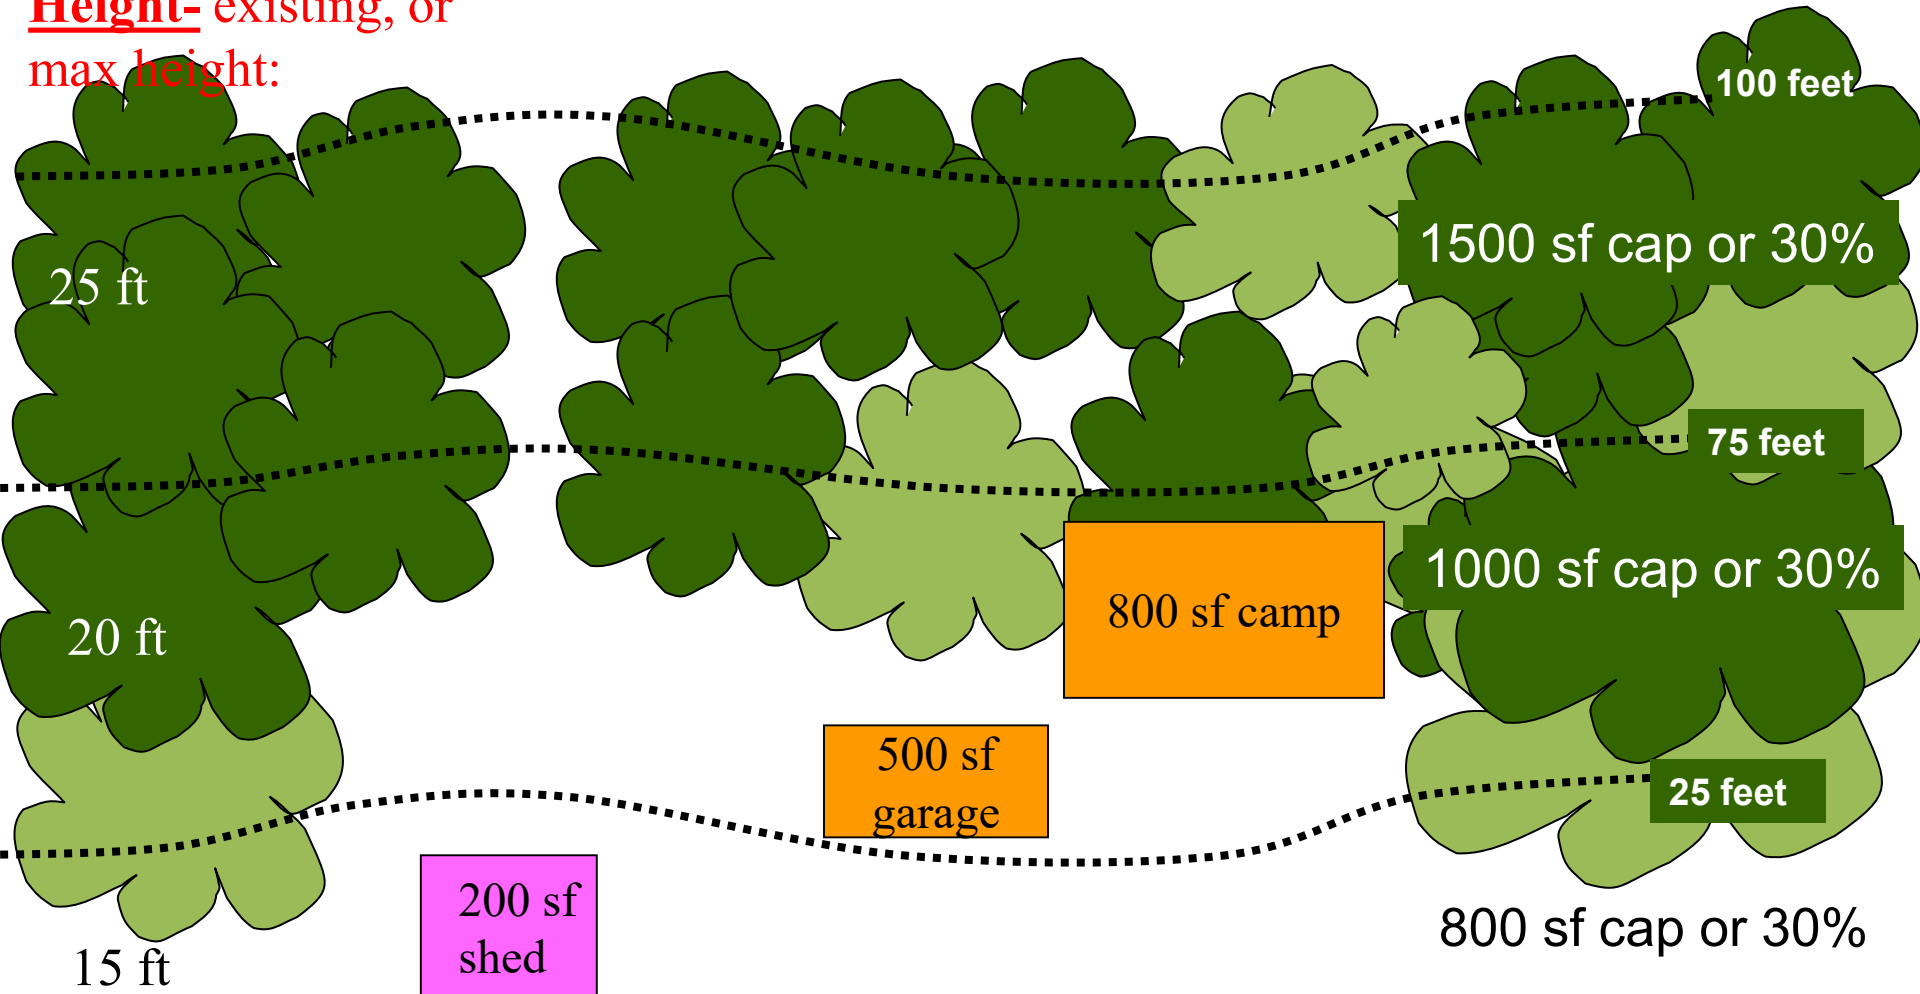 Height- existing, or
max height:
100 feet
1500 sf cap or 30%
25 ft
75 feet
1000 sf cap or 30%
800 sf camp
20 ft
500 sf
garage
25 feet
200 sf
shed
800 sf cap or 30%
15 ft